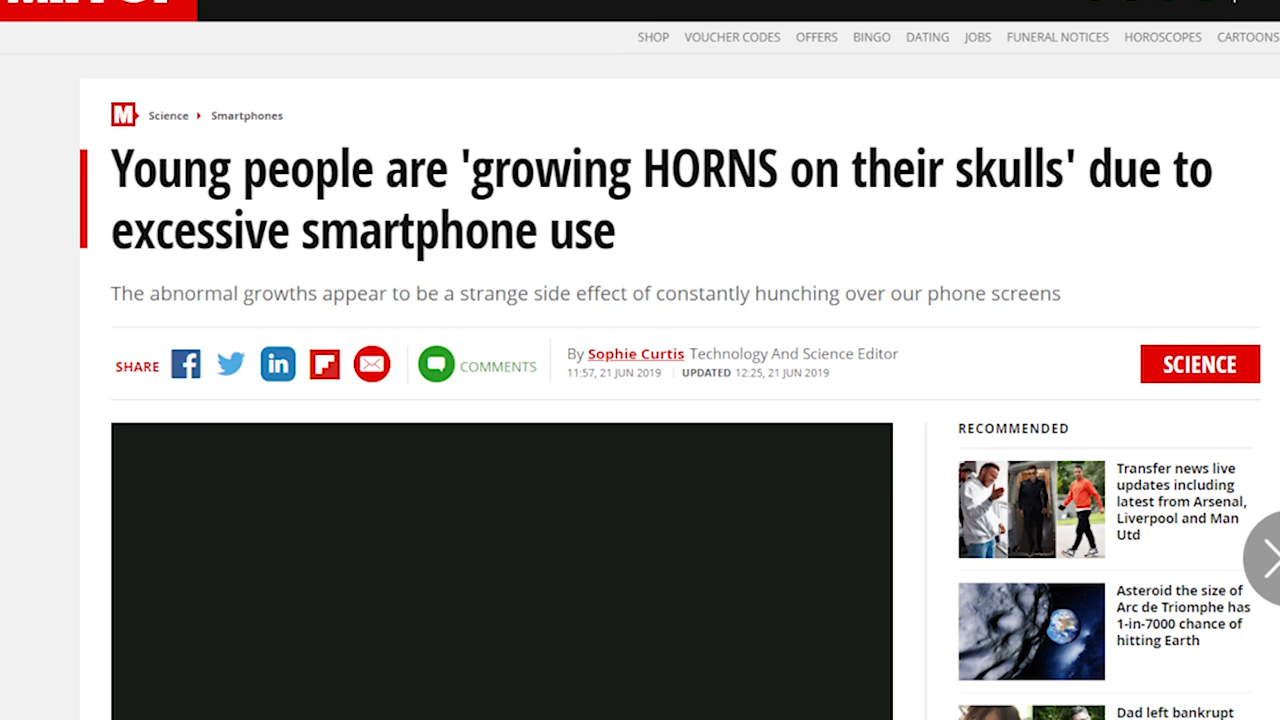 SHOP VOUCHER CODES OFFERS BINGO DATING JOBS FUNERAL NOTICES HOROSCOPES CARTOONS
M Science Smartphones
Young people are 'growing HORNS on their skulls' due to
excessive smartphone use
The abnormal growths appear to be a strange side effect of constantly hunching over our phone screens
SHARE COMMENTS
By Sophie Curtis Technology And Science Editor
11:57, 21 JUN 2019 UPDATED 12:25, 21 JUN 2019
SCIENCE
RECOMMENDED
Transfer news live
updates including
latest from Arsenal,
Liverpool and Man
Utd
Asteroid the size of
Arc de Triomphe has
1-in-7000 chance of
hitting Earth
Dad left bankrupt